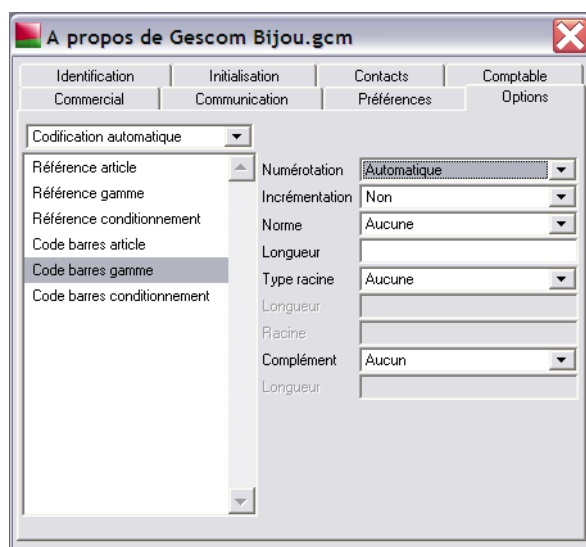 A propos de Gescom Bijou.gcm
Identification Initialisation Contacts Comptable
Commercial Communication Préférences Options
Codification automatique
Référence article
Référence gamme
Référence conditionnement
Code barres article
Code barres gamme
Code barres conditionnement
Numérotation Automatique
Incrémentation Non
Norme Aucune
Longueur
Type racine Aucune
Longueur
Racine
Complément Aucun
Longueur